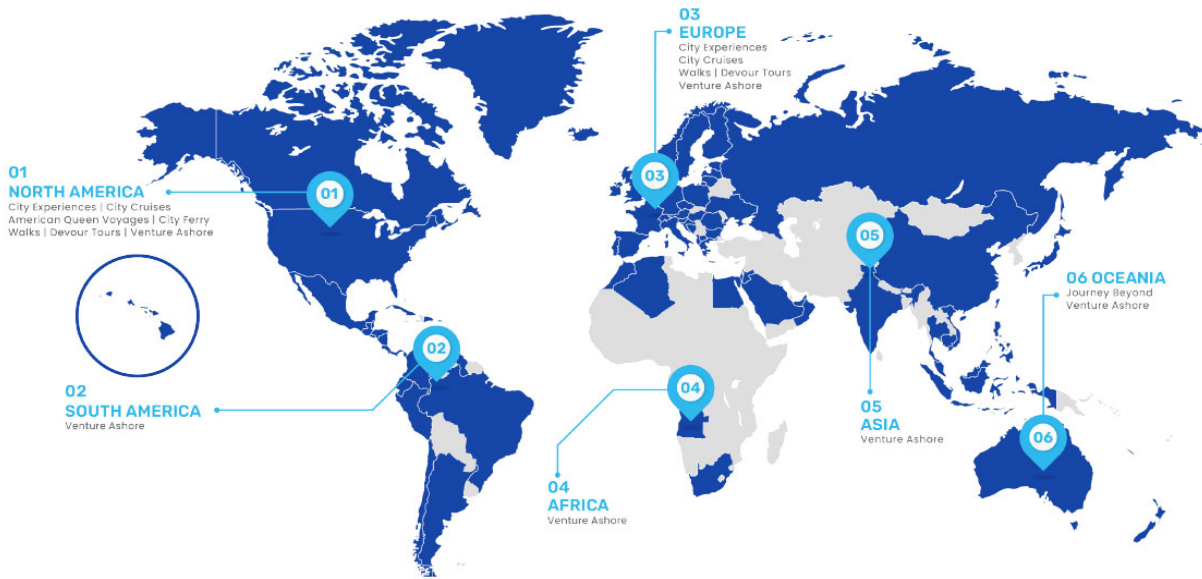 01
NORTH AMERICA
City Experiences | City Cruises
American Queen Voyages | City Ferry
Walks | Devour Tours | Venture Ashore
01
02
SOUTH AMERICA
Venture Ashore
02
03
EUROPE
City Experiences
City Cruises
Walks | Devour Tours
Venture Ashore
03
04
AFRICA
Venture Ashore
04
05
ASIA
Venture Ashore
05
06 OCEANIA
Journey Beyond
Venture Ashore
06